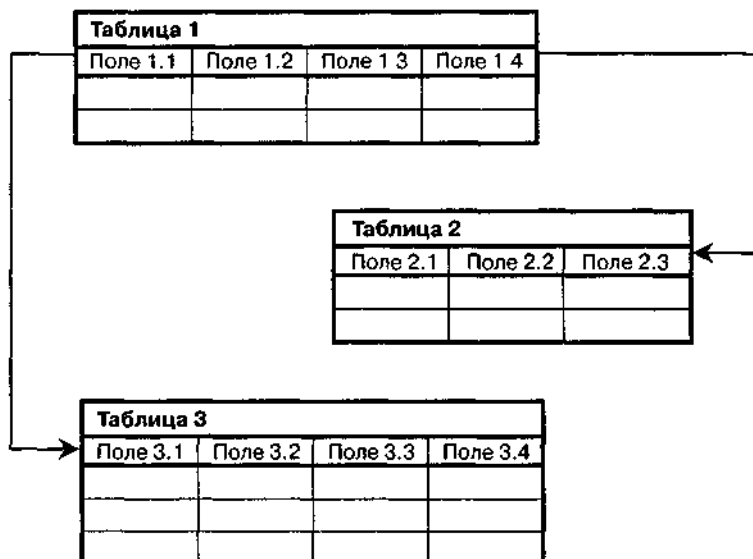 Таблица 1
Поле 1.1 Поле 1.2 Поле 1 3 Поле 1 4
Таблица 2
Поле 2.1 Поле 2.2 Поле 2.3
Таблица 3
Поле 3.1 Поле 3.2 Поле 3.3 Поле 3.4